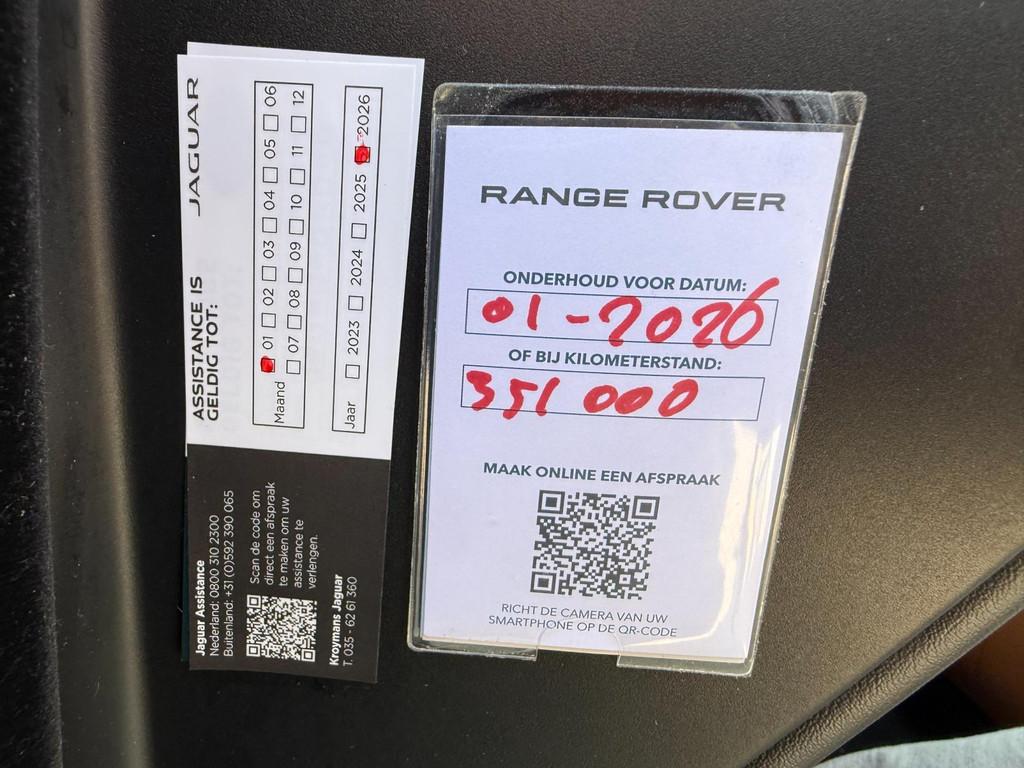 JAGUAR
ASSISTANCE IS
GELDIG TOT:
Maand
01 02 03 04 05 06
07 08 09 10 11 12
Jaar
2023 2024 2025 2026
Jaguar Assistance
Nederland: 0800 310 2300
Buitenland: +31 (0)592 390 065
Scan de code om
direct een afspraak
te maken om uw
assistance te
verlengen.
Kroymans Jaguar
T. 035 - 62 61 360
RANGE ROVER
ONDERHOUD VOOR DATUM:
01-2026
OF BIJ KILOMETERSTAND:
351 000
MAAK ONLINE EEN AFSPRAAK
RICHT DE CAMERA VAN UW
SMARTPHONE OP DE QR-CODE